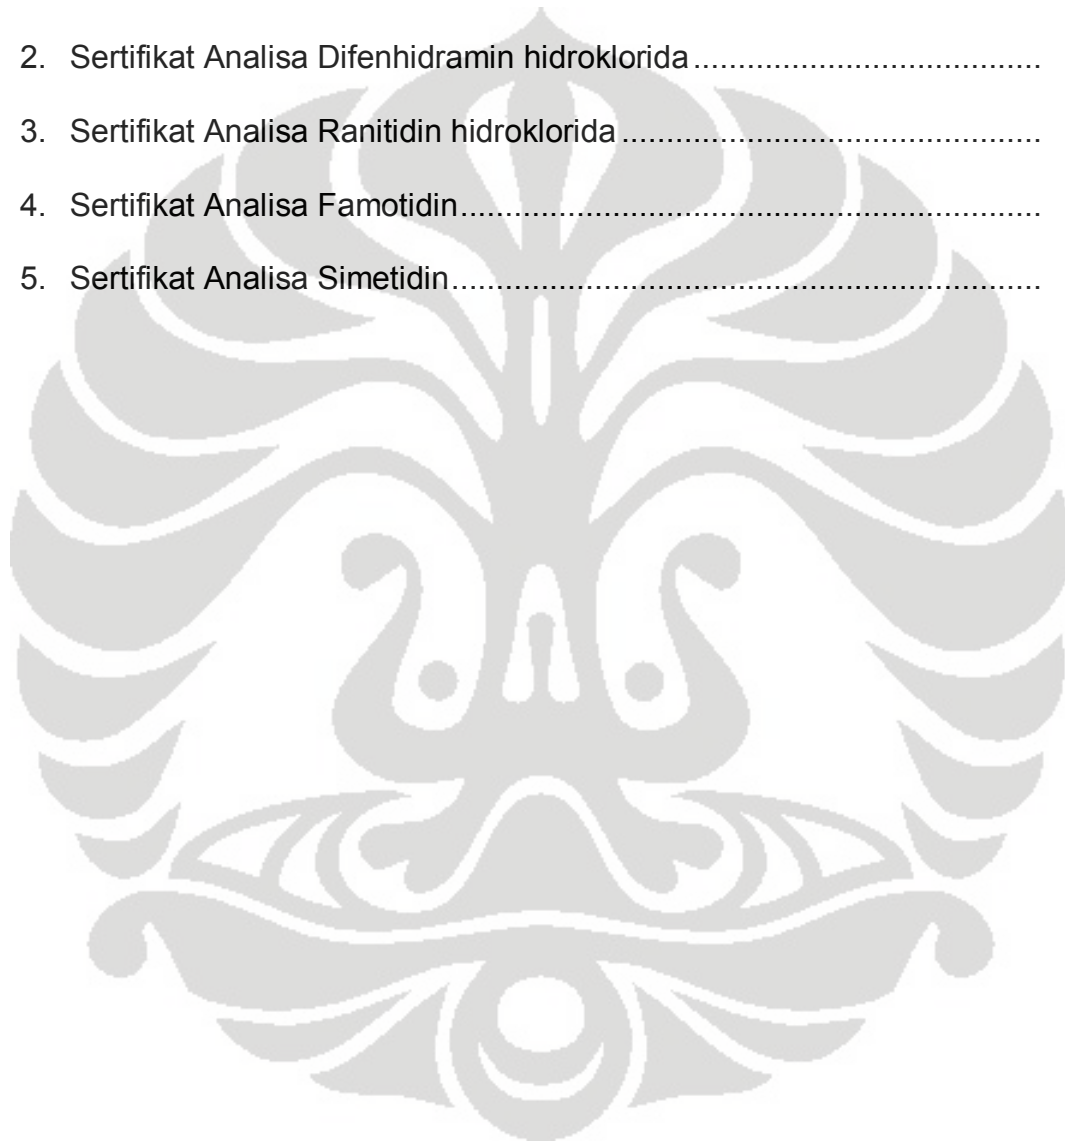 2. Sertifikat Analisa Difenhidramin hidroklorida.......................................
3. Sertifikat Analisa Ranitidin hidroklorida...............................................
4. Sertifikat Analisa Famotidin.................................................................
5. Sertifikat Analisa Simetidin..................................................................